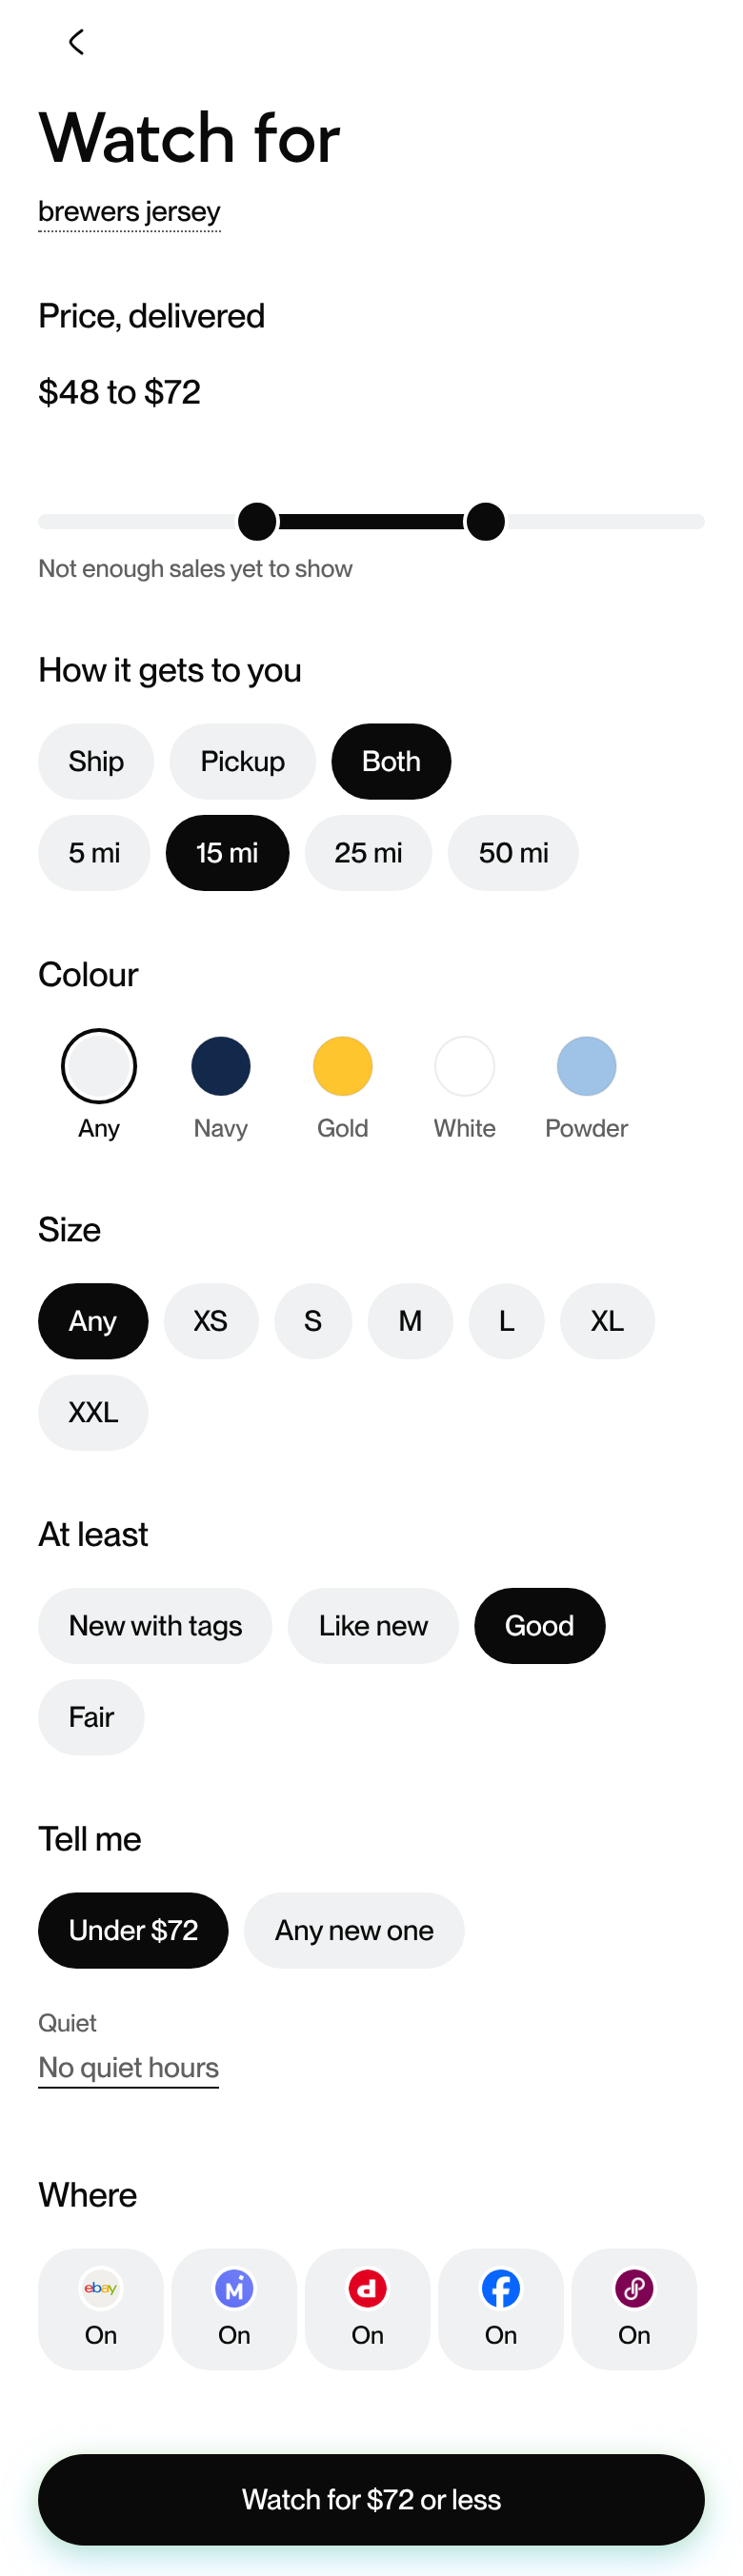 Watch for
brewers jersey
Price, delivered
$48 to $72
Not enough sales yet to show
How it gets to you
Ship Pickup Both
5 mi 15 mi 25 mi 50 mi
Colour
Any Navy Gold White Powder
Size
Any XS S M L XL
XXL
At least
New with tags Like new Good
Fair
Tell me
Under $72 Any new one
Quiet
No quiet hours
Where
ebay M d f p
On On On On On
Watch for $72 or less